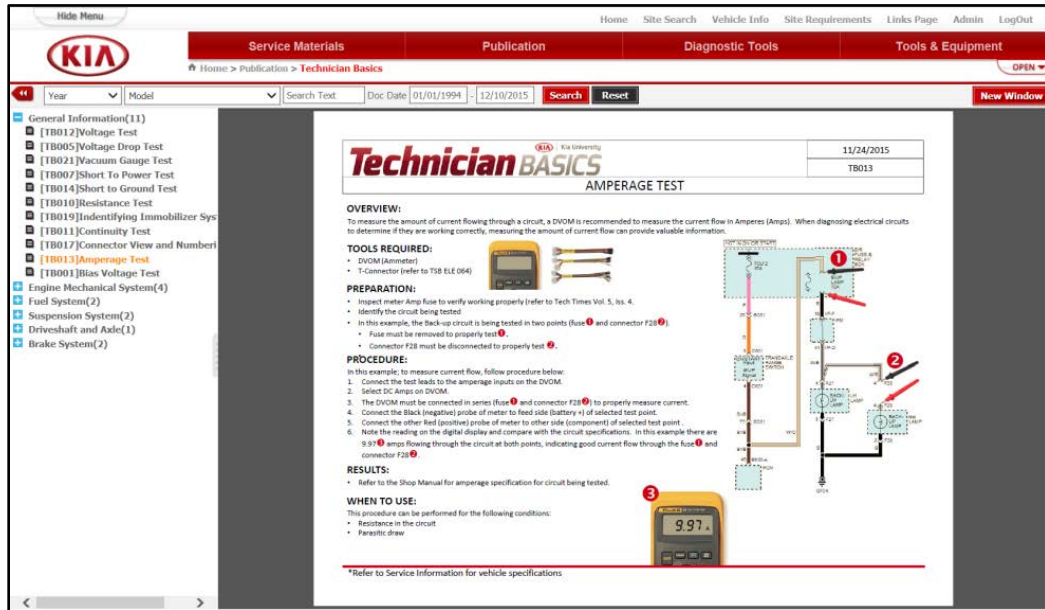 Hide Menu
Home Site Search Vehicle Info Site Requirements Links Page Admin LogOut
KIA
Service Materials Publication Diagnostic Tools Tools & Equipment
Home > Publication > Technician Basics
OPEN
Year Model Search Text Doc Date 01/01/1994 - 12/10/2015 Search Reset New Window
General Information(11)
[TB012]Voltage Test
[TB005]Voltage Drop Test
[TB021]Vacuum Gauge Test
[TB007]Short To Power Test
[TB014]Short to Ground Test
[TB010]Resistance Test
[TB019]Indentifying Immobilizer Sys
[TB011]Continuity Test
[TB017]Connector View and Numberi
[TB013]Amperage Test
[TB001]Bias Voltage Test
Engine Mechanical System(4)
Fuel System(2)
Suspension System(2)
Driveshaft and Axle(1)
Brake System(2)
KIA Kia University
Technician BASICS
11/24/2015
TB013
AMPERAGE TEST
OVERVIEW:
To measure the amount of current flowing through a circuit, a DVOM is recommended to measure the current flow in Amperes (Amps). When diagnosing electrical circuits
to determine if they are working correctly, measuring the amount of current flow can provide valuable information.
TOOLS REQUIRED:
• DVOM (Ammeter)
• T-Connector (refer to TSB ELE 064)
PREPARATION:
• Inspect meter Amp fuse to verify working properly (refer to Tech Times Vol. 5, Iss. 4.
• Identify the circuit being tested
• In this example, the Back-up circuit is being tested in two points (fuse 1 and connector F28 2).
• Fuse must be removed to properly test 1.
• Connector F28 must be disconnected to properly test 2.
PROCEDURE:
In this example; to measure current flow, follow procedure below:
1. Connect the test leads to the amperage inputs on the DVOM.
2. Select DC Amps on DVOM.
3. The DVOM must be connected in series (fuse 1 and connector F28 2) to properly measure current.
4. Connect the Black (negative) probe of meter to feed side (battery +) of selected test point.
5. Connect the other Red (positive) probe of meter to other side (component) of selected test point .
6. Note the reading on the digital display and compare with the circuit specifications. In this example there are
9.97 3 amps flowing through the circuit at both points, indicating good current flow through the fuse 1 and
connector F28 2.
RESULTS:
• Refer to the Shop Manual for amperage specification for circuit being tested.
WHEN TO USE:
This procedure can be performed for the following conditions:
• Resistance in the circuit
• Parasitic draw
1
2
3
9.97 A
*Refer to Service Information for vehicle specifications